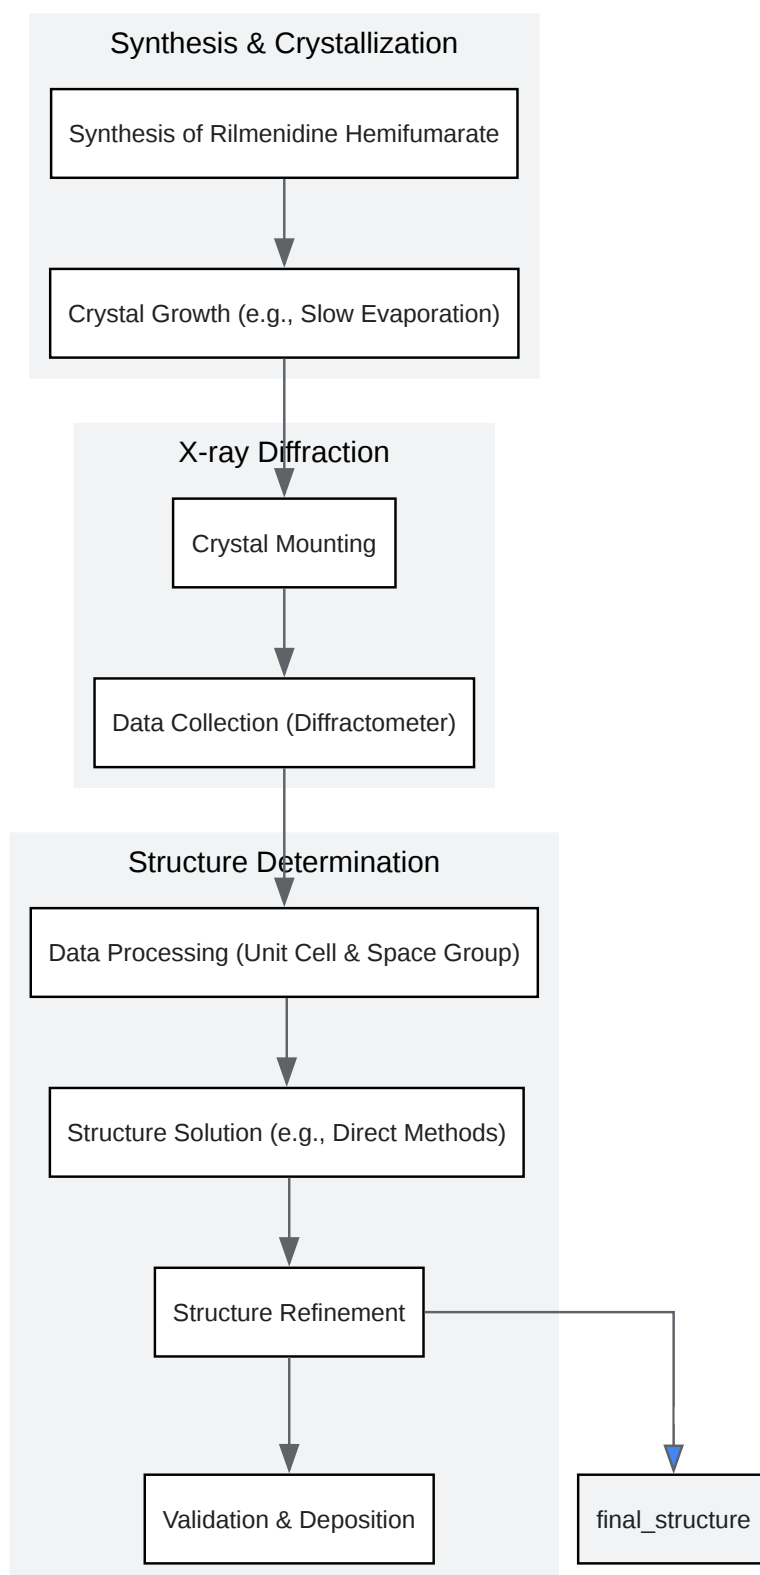 Synthesis & Crystallization
Synthesis of Rilmenidine Hemifumarate
Crystal Growth (e.g., Slow Evaporation)
X-ray Diffraction
Crystal Mounting
Data Collection (Diffractometer)
Structure Determination
Data Processing (Unit Cell & Space Group)
Structure Solution (e.g., Direct Methods)
Structure Refinement
Validation & Deposition
final_structure